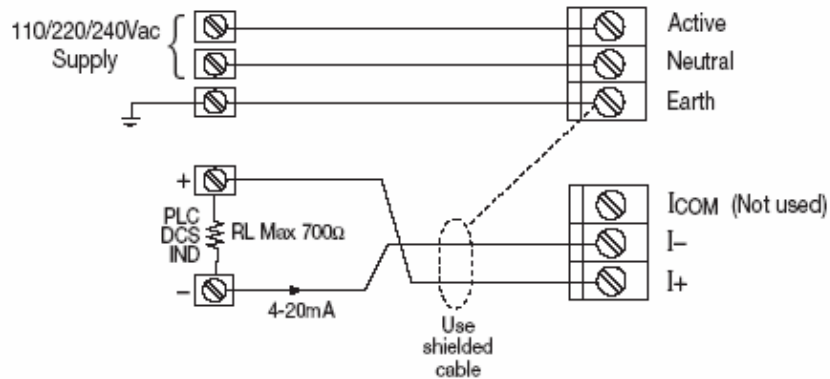 110/220/240Vac
Supply
Active
Neutral
Earth
+
PLC
DCS
IND
RL Max 700Ω
–
4-20mA
Use
shielded
cable
ICOM (Not used)
I–
I+